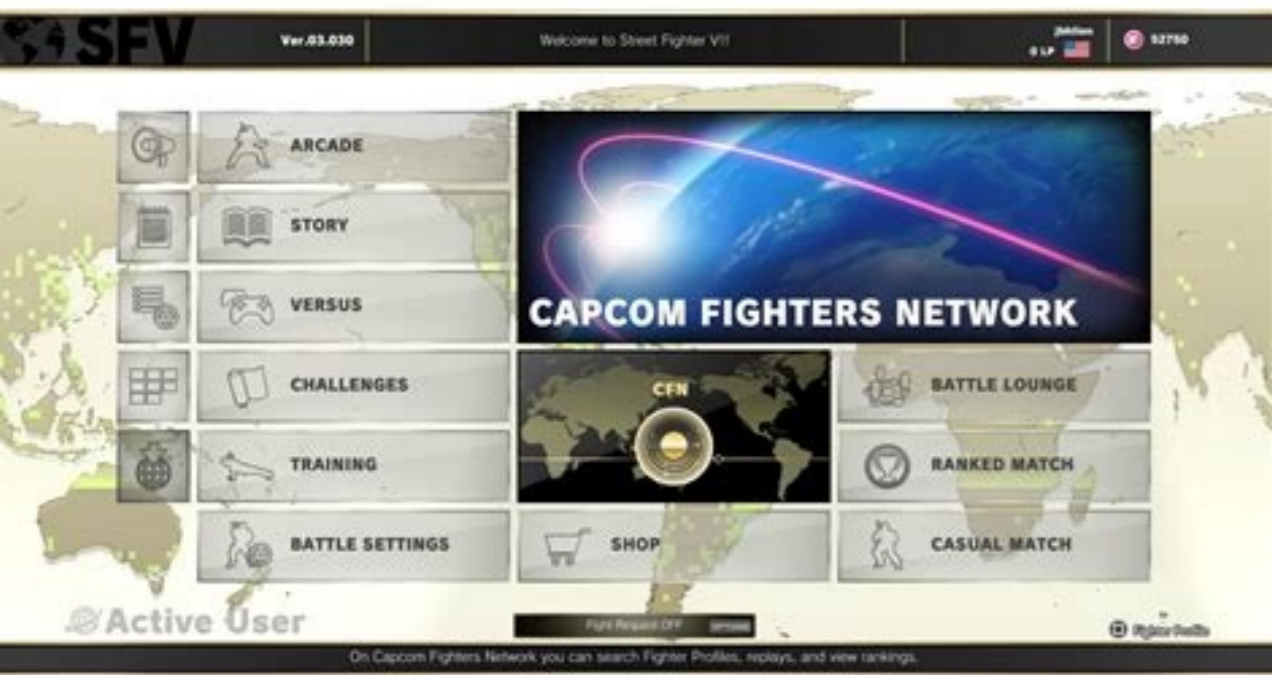 SFV
Ver.03.030
Welcome to Street Fighter V!!
0 LP
52750
ARCADE
STORY
VERSUS
CHALLENGES
TRAINING
BATTLE SETTINGS
CAPCOM FIGHTERS NETWORK
CFN
BATTLE LOUNGE
RANKED MATCH
SHOP
CASUAL MATCH
Active User
Fight Request OFF
Fighter Profile
On Capcom Fighters Network you can search Fighter Profiles, replays, and view rankings.